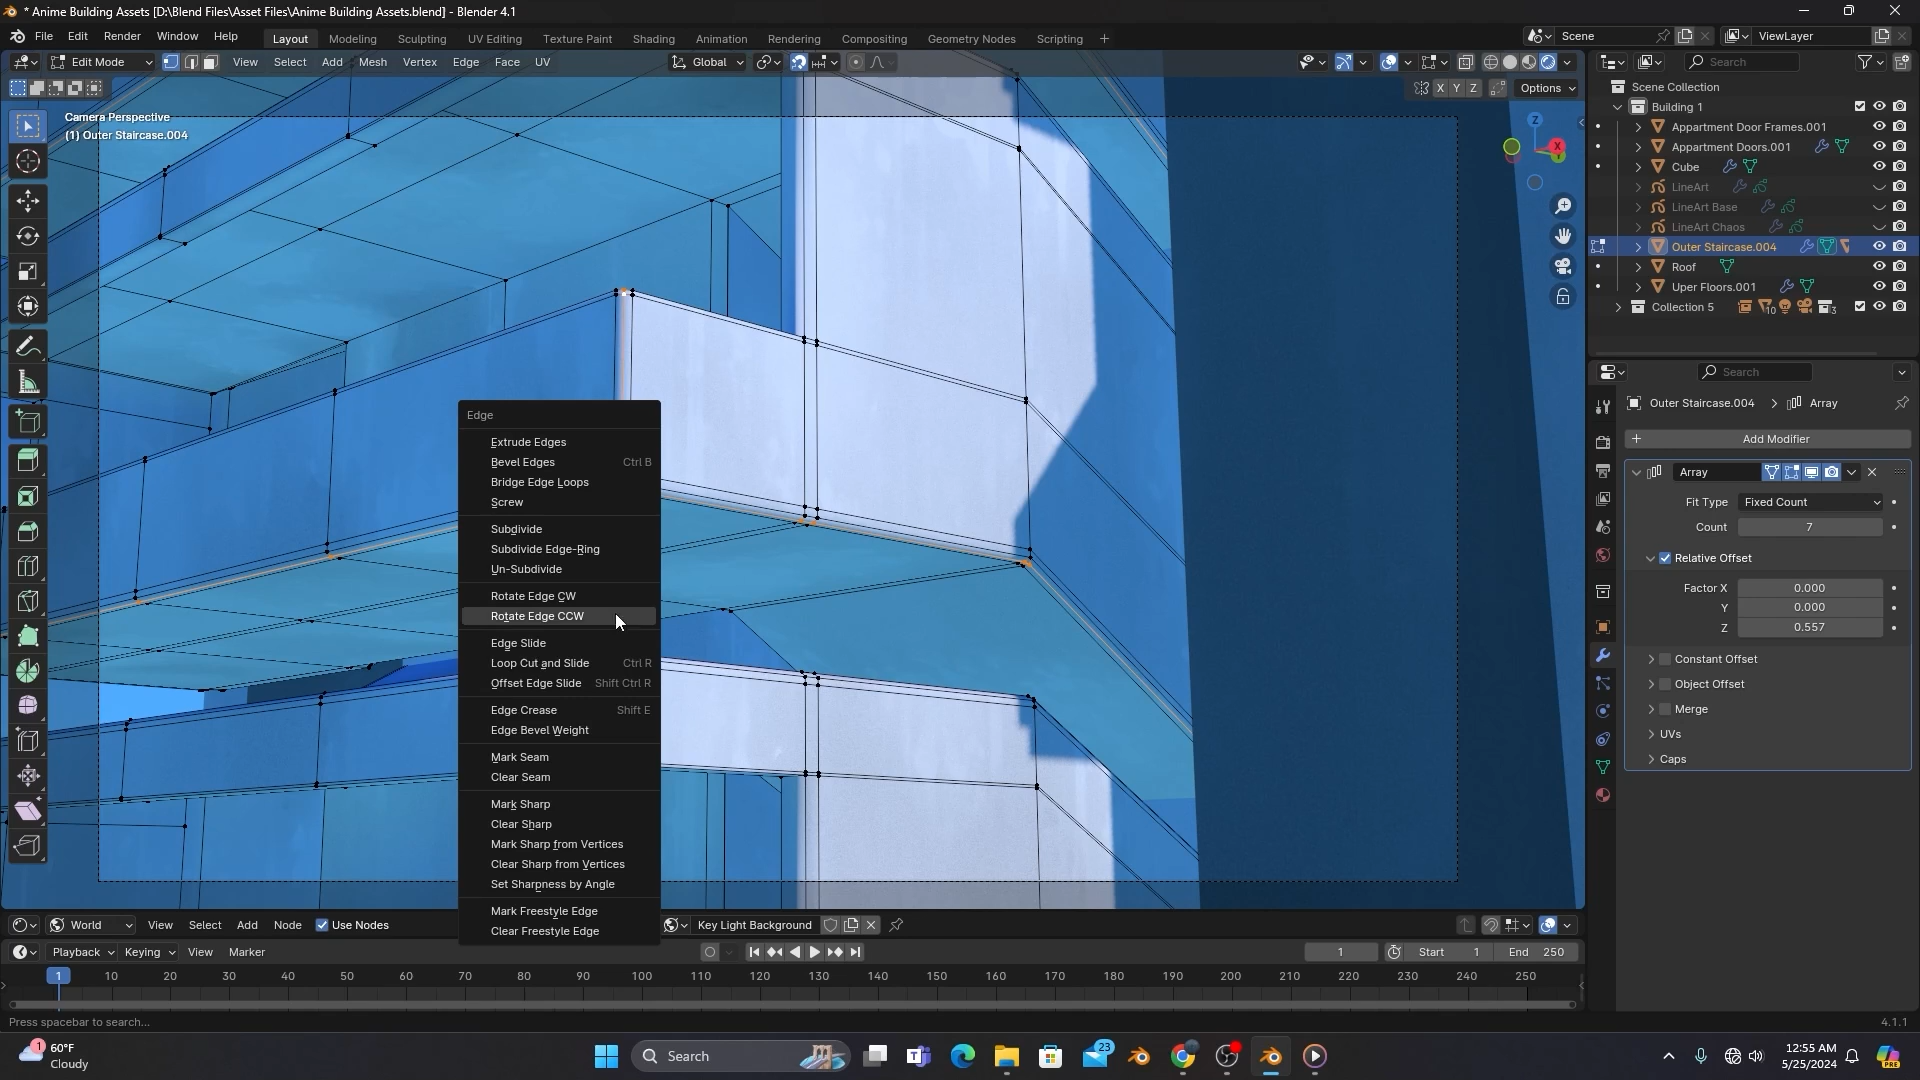 * Anime Building Assets [D:\Blend Files\Asset Files\Anime Building Assets.blend] - Blender 4.1
File Edit Render Window Help
Layout Modeling Sculpting UV Editing Texture Paint Shading Animation Rendering Compositing Geometry Nodes Scripting +
Scene
ViewLayer
Edit Mode View Select Add Mesh Vertex Edge Face UV
Global
Search
X Y Z Options
Camera Perspective
(1) Outer Staircase.004
Z
X
Y
Scene Collection
Building 1
Appartment Door Frames.001
Appartment Doors.001
Cube
LineArt
LineArt Base
LineArt Chaos
Outer Staircase.004
Roof
Uper Floors.001
Collection 5
10
3
Search
Outer Staircase.004 > Array
+ Add Modifier
Array
Fit Type Fixed Count
Count 7
Relative Offset
Factor X 0.000
Y 0.000
Z 0.557
Constant Offset
Object Offset
Merge
UVs
Caps
Edge
Extrude Edges
Bevel Edges Ctrl B
Bridge Edge Loops
Screw
Subdivide
Subdivide Edge-Ring
Un-Subdivide
Rotate Edge CW
Rotate Edge CCW
Edge Slide
Loop Cut and Slide Ctrl R
Offset Edge Slide Shift Ctrl R
Edge Crease Shift E
Edge Bevel Weight
Mark Seam
Clear Seam
Mark Sharp
Clear Sharp
Mark Sharp from Vertices
Clear Sharp from Vertices
Set Sharpness by Angle
Mark Freestyle Edge
Clear Freestyle Edge
World View Select Add Node Use Nodes
Key Light Background
Playback Keying View Marker
1 Start 1 End 250
1 10 20 30 40 50 60 70 80 90 100 110 120 130 140 150 160 170 180 190 200 210 220 230 240 250
Press spacebar to search...
4.1.1
1
60°F
Cloudy
Search
23
12:55 AM
5/25/2024
PRE